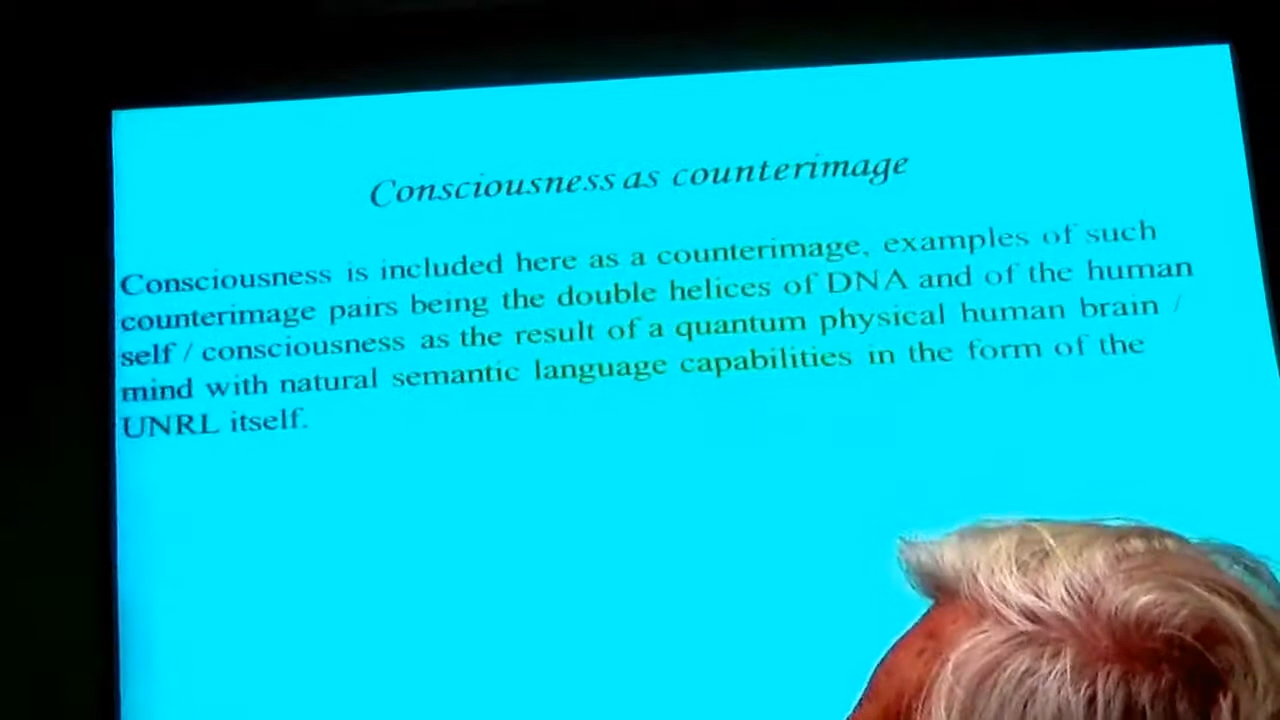 Consciousness as counterimage
Consciousness is included here as a counterimage, examples of such
counterimage pairs being the double helices of DNA and of the human
self / consciousness as the result of a quantum physical human brain /
mind with natural semantic language capabilities in the form of the
UNRL itself.